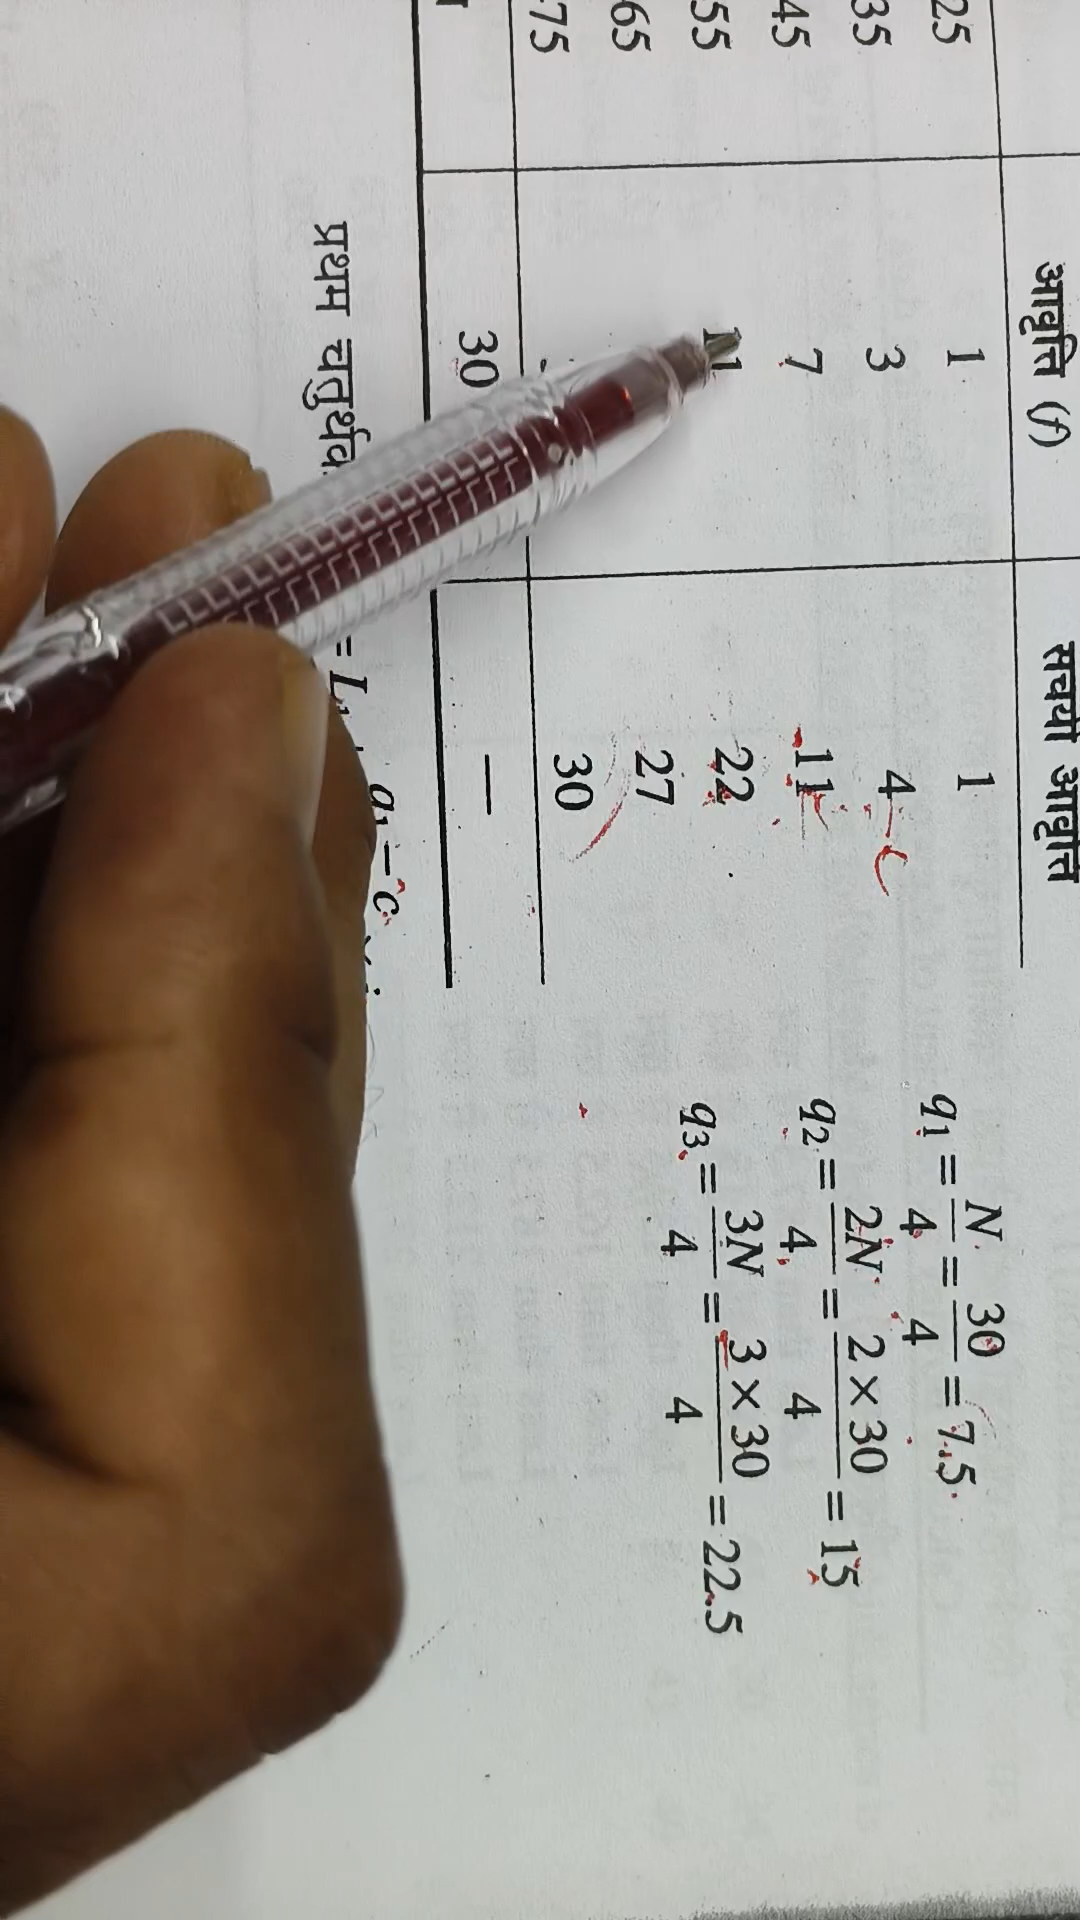 आवृत्ति (f) संचयी आवृत्ति
25 1 1
35 3 4
45 7 11
55 11 22
65 27
75 30
30 —
q₁ = N/4 = 30/4 = 7.5
q₂ = 2N/4 = 2 × 30/4 = 15
q₃ = 3N/4 = 3 × 30/4 = 22.5
प्रथम चतुर्थक = L₁ q₁ – c × i